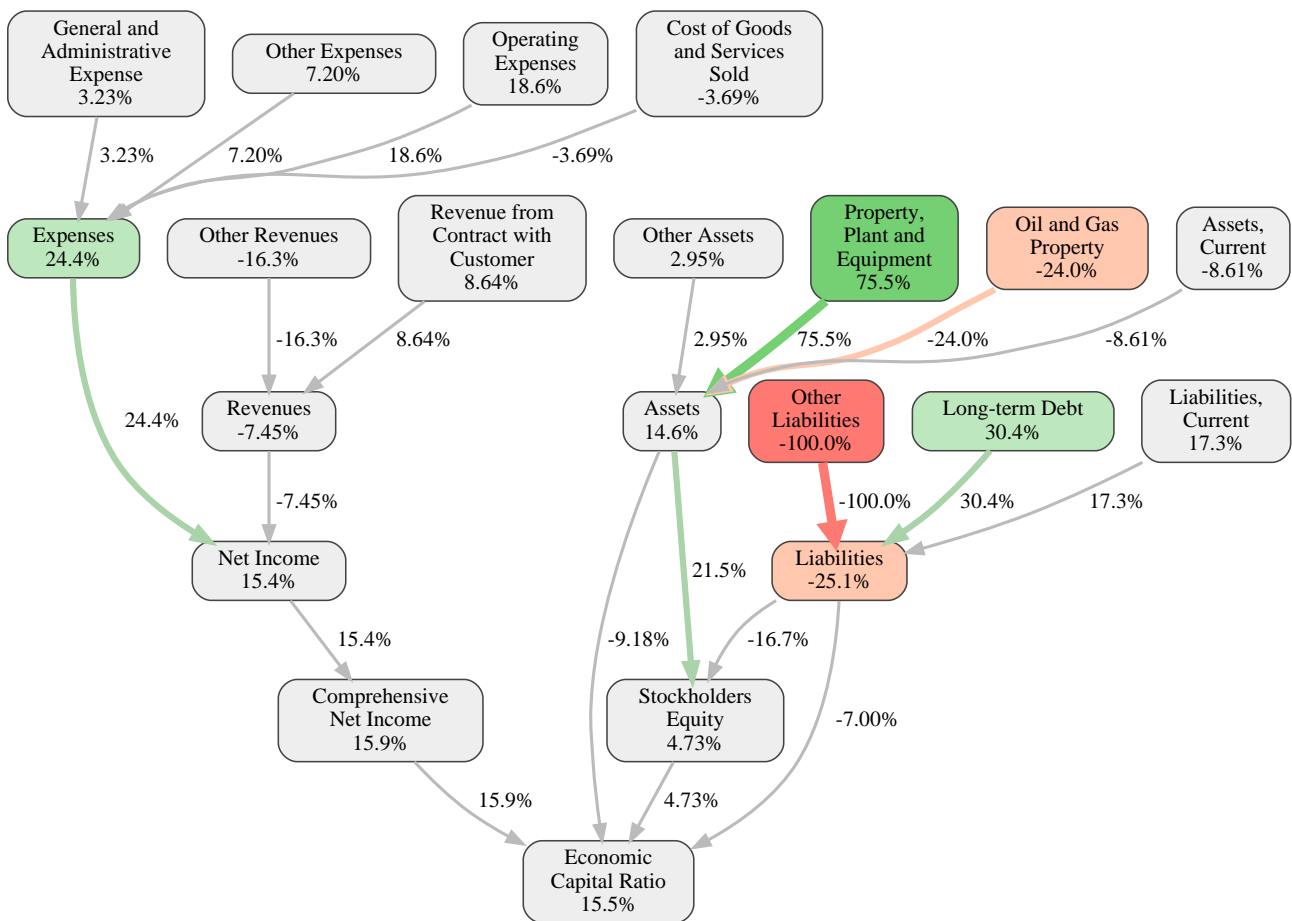 General and
Administrative
Expense
3.23%
Other Expenses
7.20%
Operating
Expenses
18.6%
Cost of Goods
and Services
Sold
-3.69%
3.23%
7.20%
18.6%
-3.69%
Expenses
24.4%
Other Revenues
-16.3%
Revenue from
Contract with
Customer
8.64%
Other Assets
2.95%
Property,
Plant and
Equipment
75.5%
Oil and Gas
Property
-24.0%
Assets,
Current
-8.61%
-16.3%
8.64%
2.95%
75.5%
-24.0%
-8.61%
24.4%
Revenues
-7.45%
Assets
14.6%
Other
Liabilities
-100.0%
Long-term Debt
30.4%
Liabilities,
Current
17.3%
-7.45%
-100.0%
30.4%
17.3%
Net Income
15.4%
21.5%
Liabilities
-25.1%
15.4%
-9.18%
-16.7%
Comprehensive
Net Income
15.9%
Stockholders
Equity
4.73%
-7.00%
15.9%
4.73%
Economic
Capital Ratio
15.5%